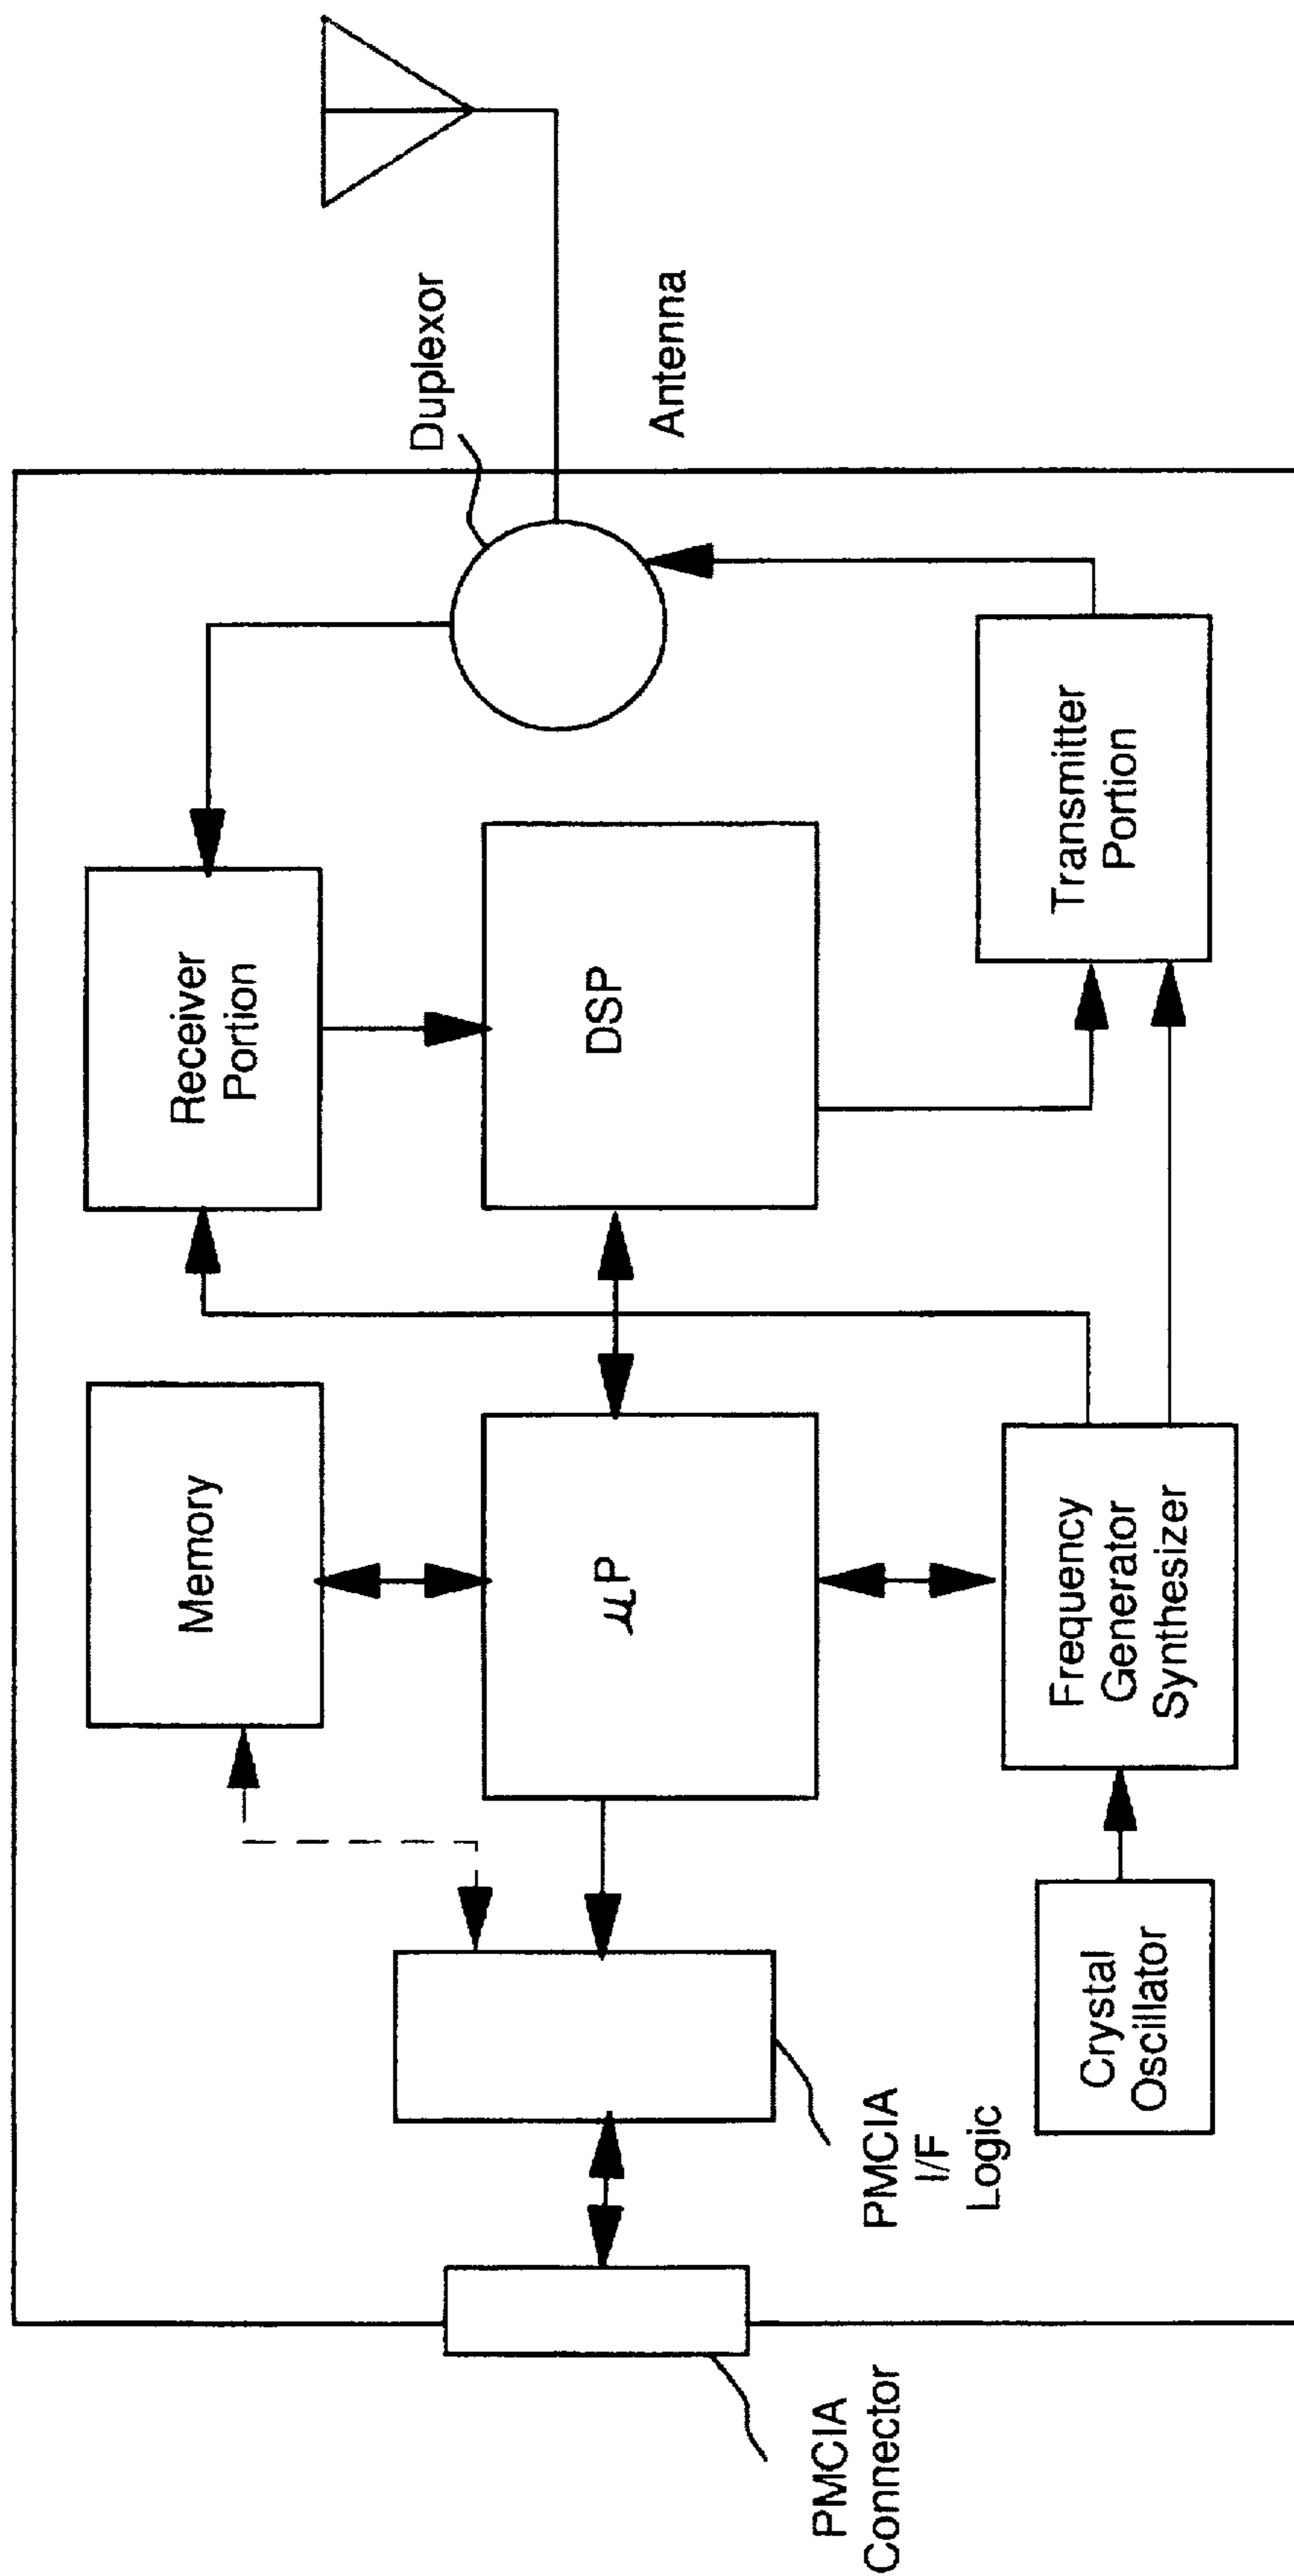 Memory
Receiver
Portion
Duplexor
Antenna
μP
DSP
PMCIA
Connector
PMCIA
I/F
Logic
Crystal
Oscillator
Frequency
Generator
Synthesizer
Transmitter
Portion